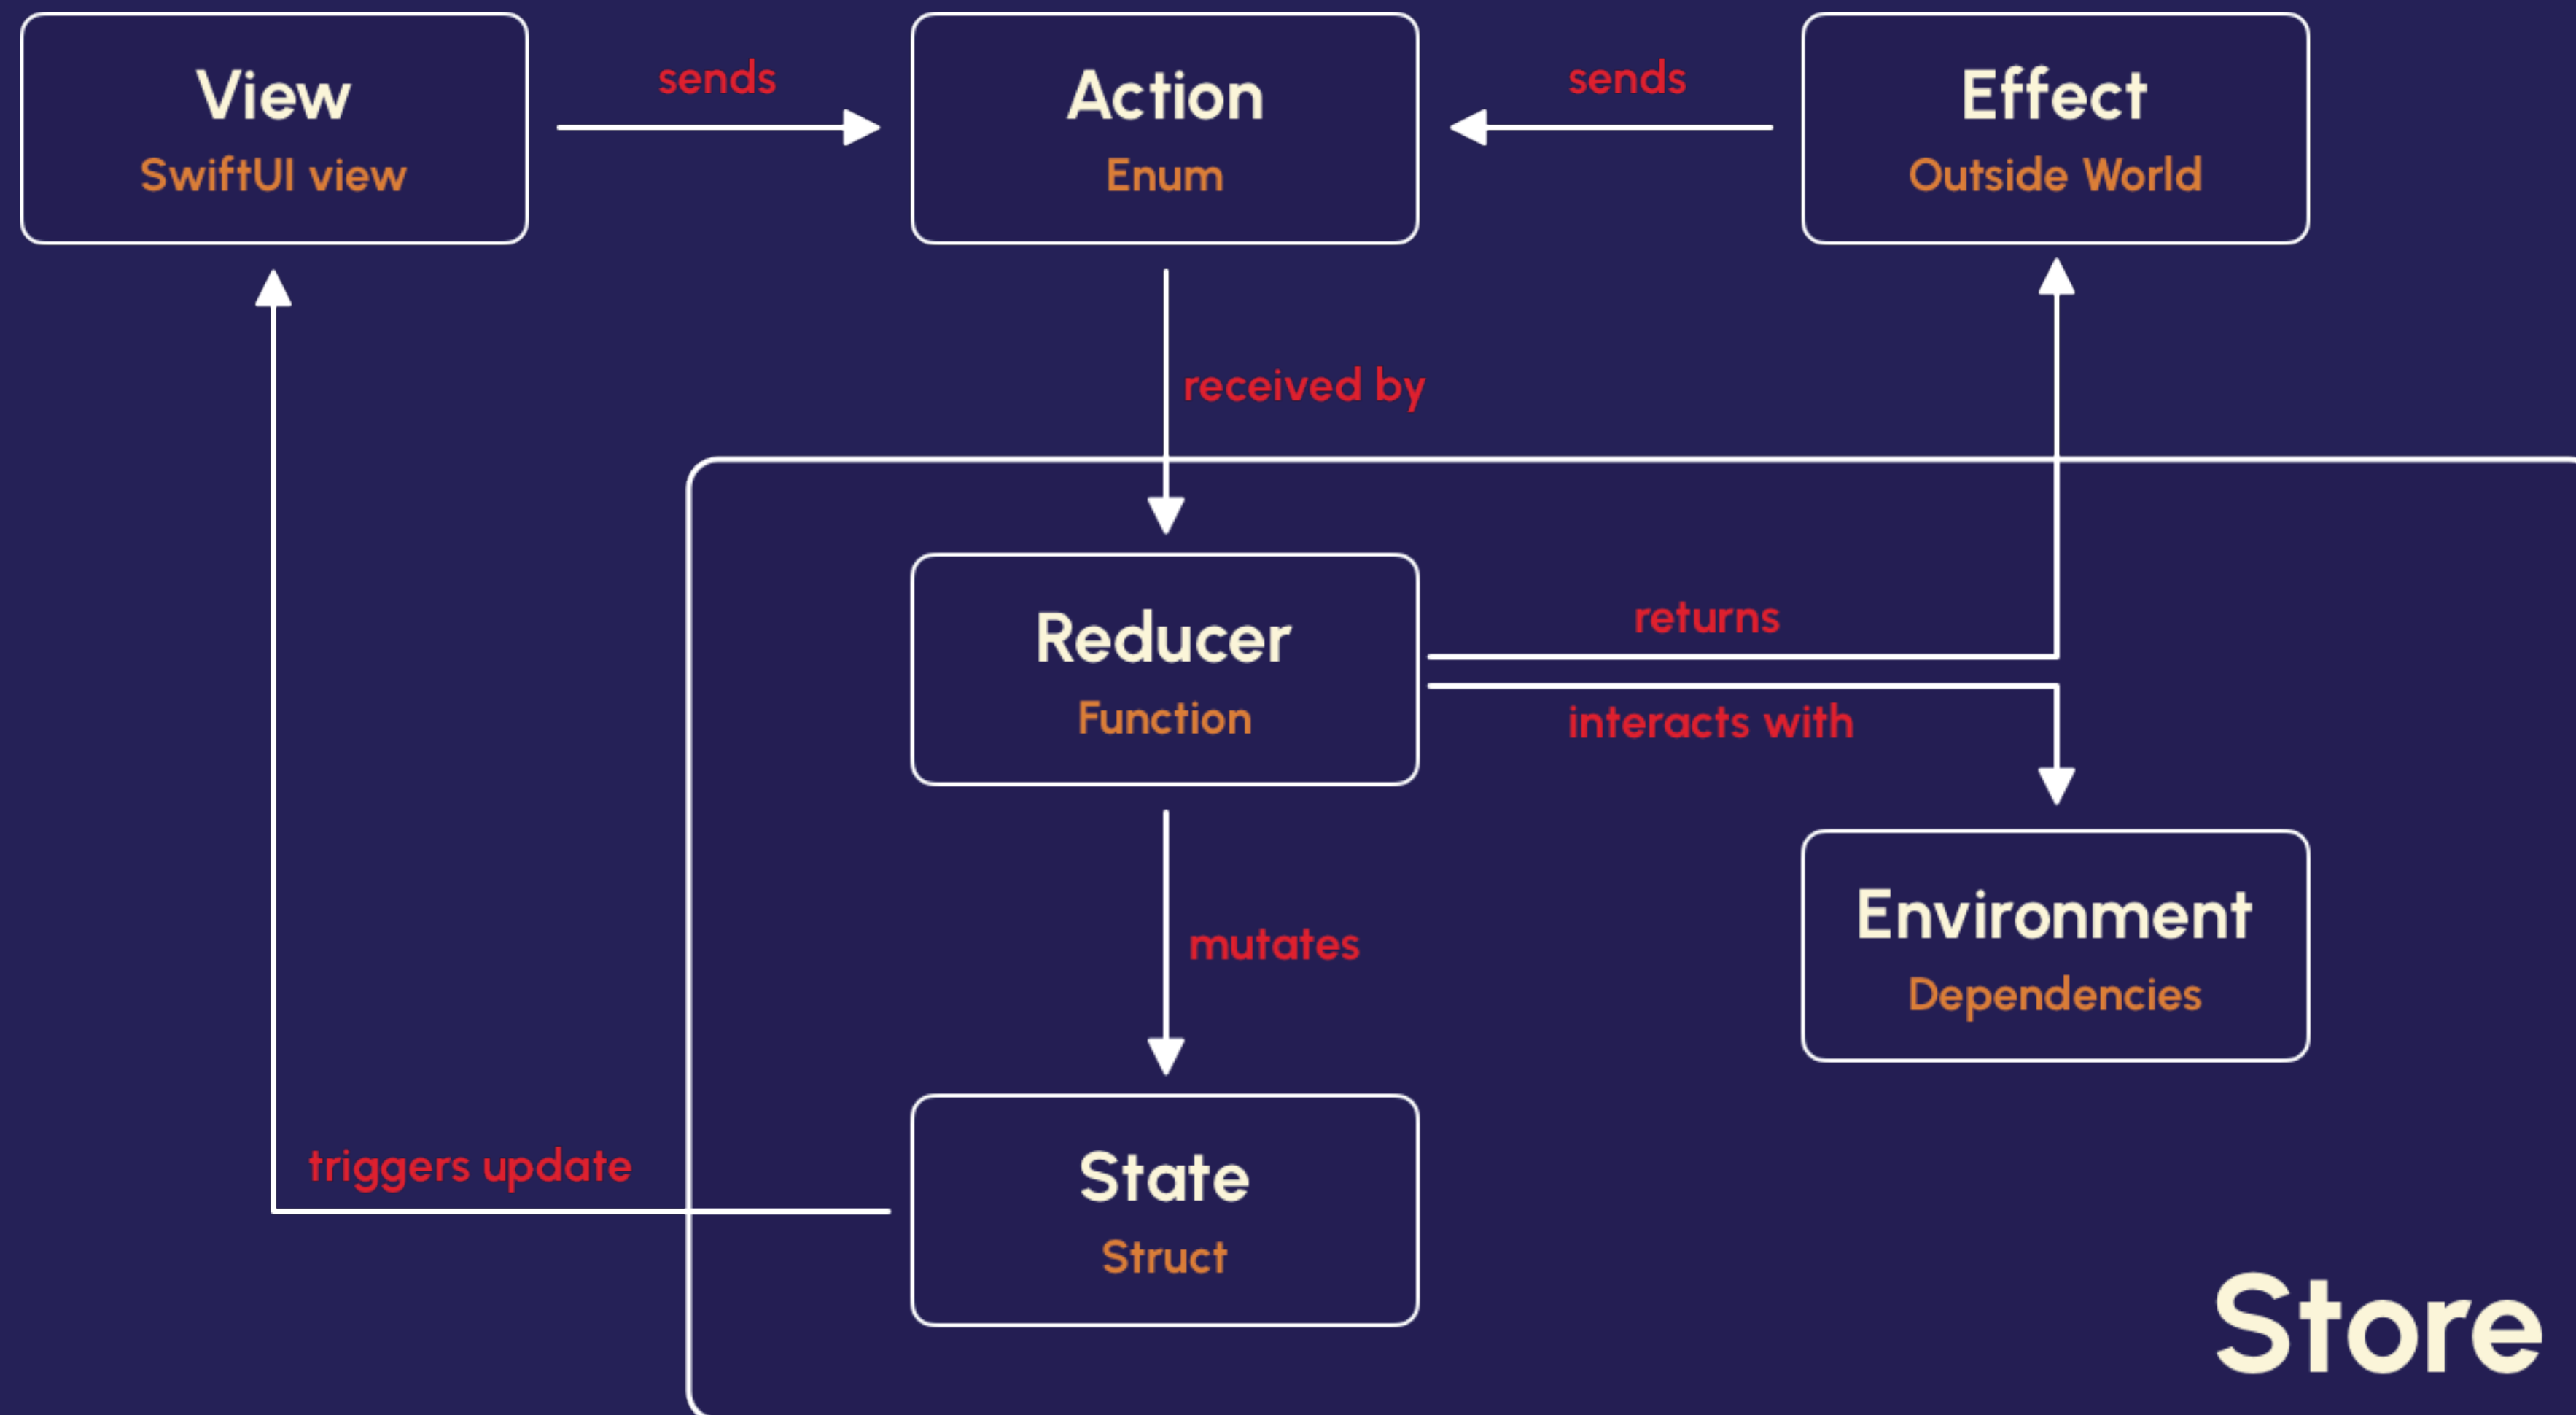 View
SwiftUI view
sends
Action
Enum
sends
Effect
Outside World
received by
Reducer
Function
returns
interacts with
mutates
Environment
Dependencies
triggers update
State
Struct
Store